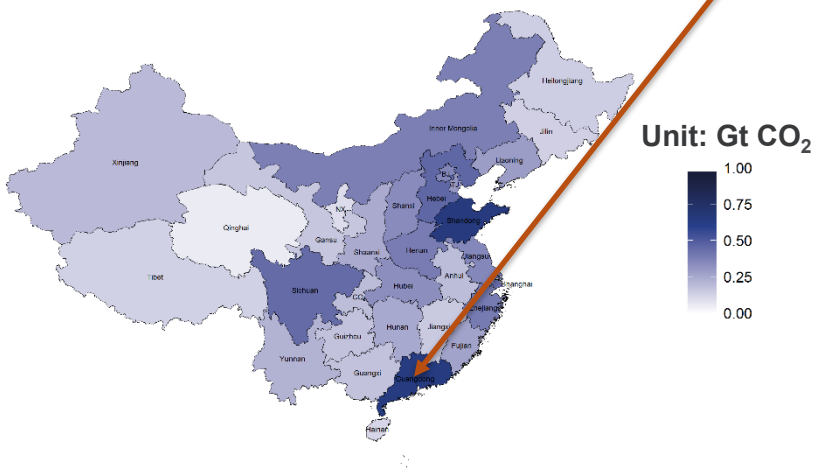 Heilongjiang
Jilin
Inner Mongolia
Liaoning
Xinjiang
BJ
TJ
Hebei
Shanxi
Shandong
NX
Qinghai
Gansu
Shaanxi
Henan
Jiangsu
Anhui
Shanghai
Tibet
Sichuan
Hubei
CQ
Zhejiang
Hunan
Jiangxi
Guizhou
Fujian
Yunnan
Guangxi
Guangdong
Hainan
Unit: Gt CO₂
1.00
0.75
0.50
0.25
0.00